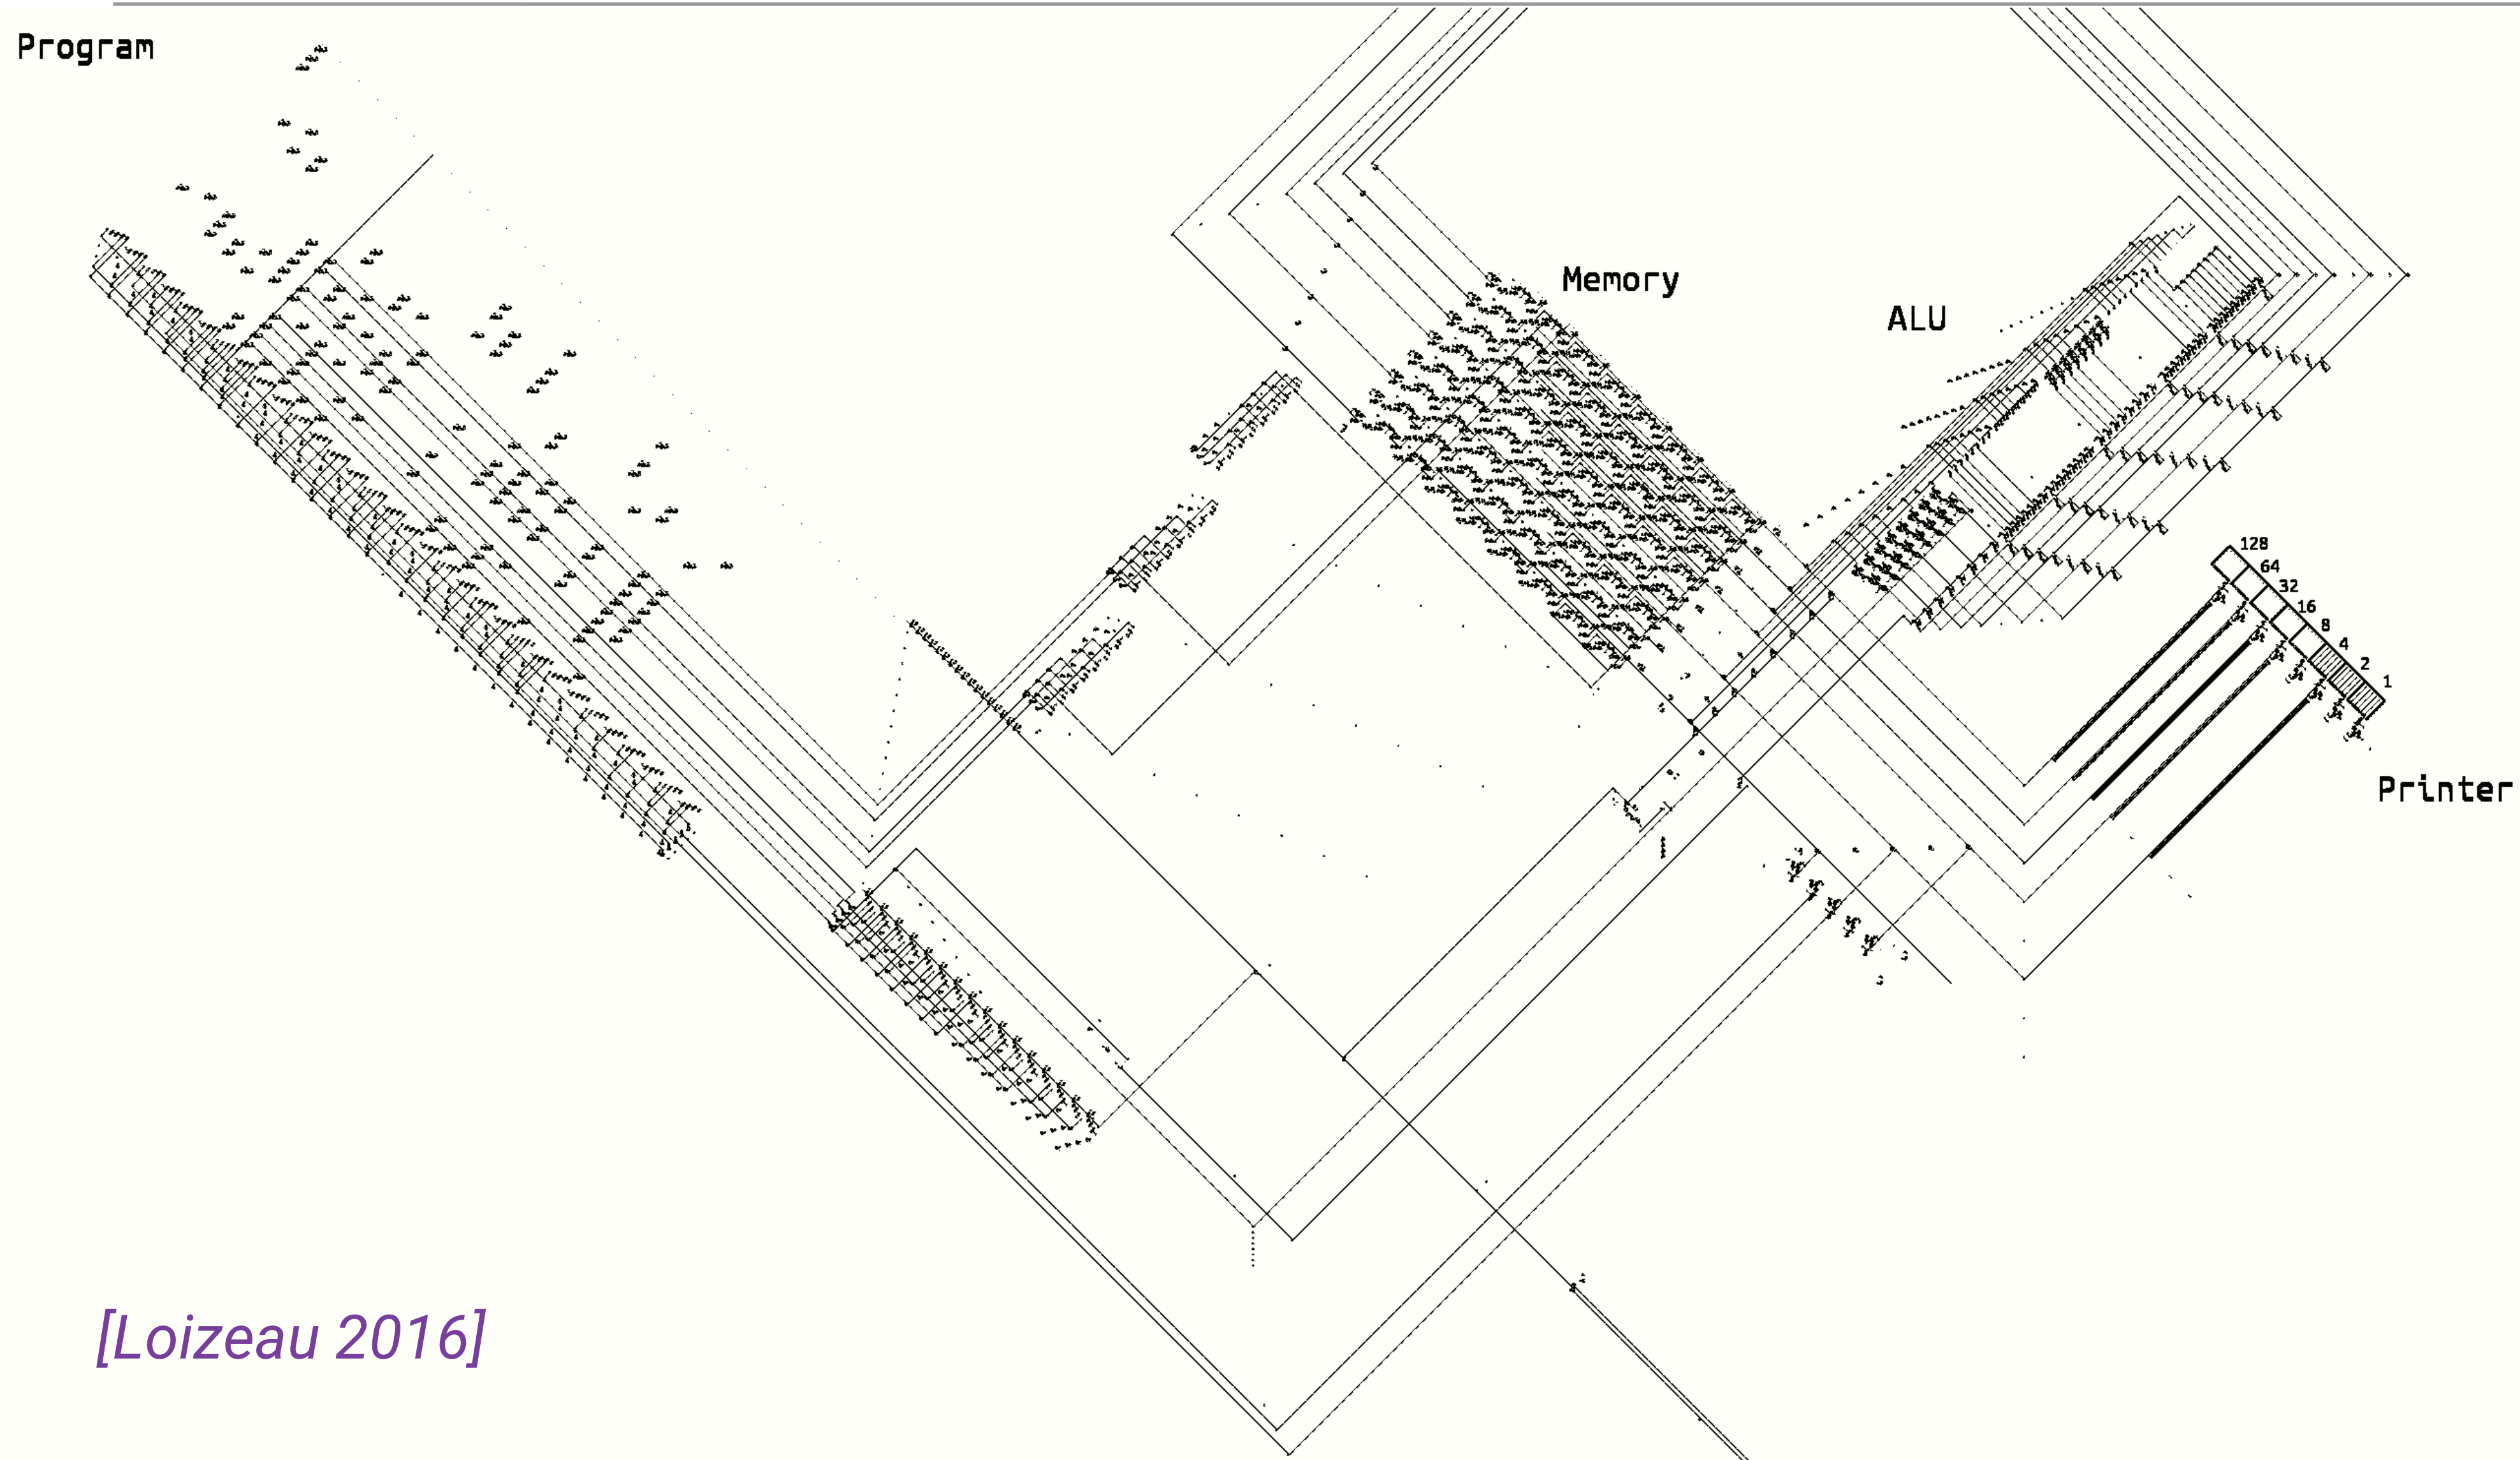 Program
Memory
ALU
128
64
32
16
8
4
2
1
Printer
[Loizeau 2016]